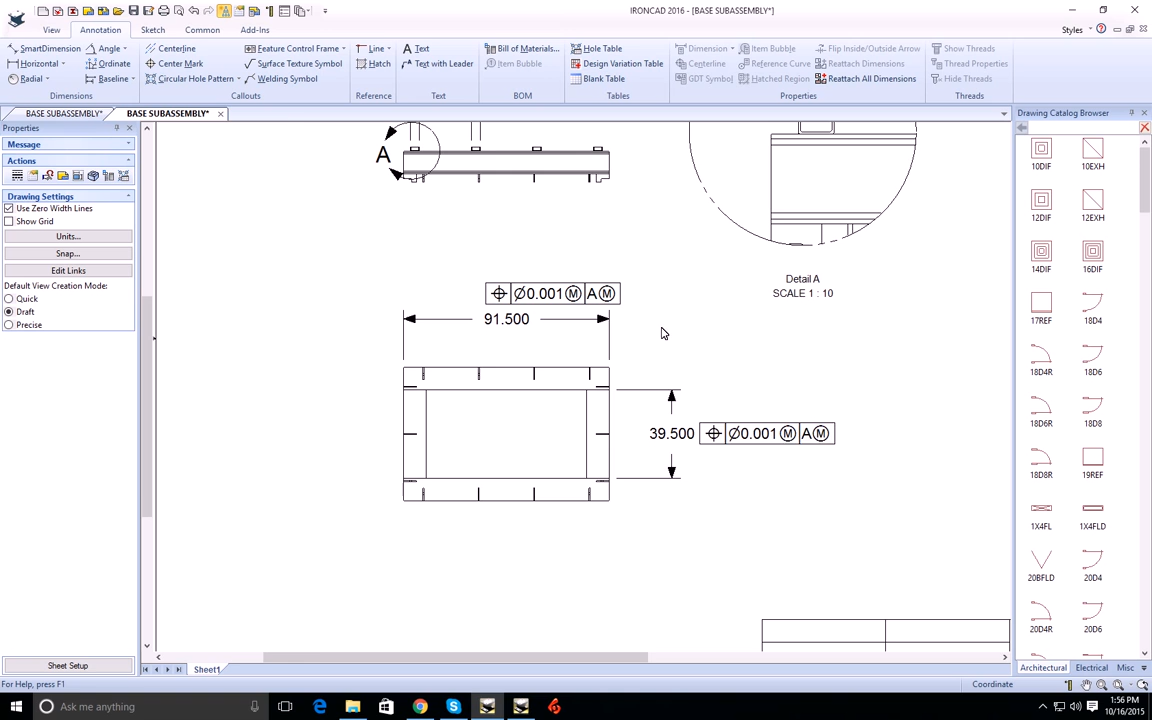 IRONCAD 2016 - [BASE SUBASSEMBLY*]
View
Annotation
Sketch
Common
Add-Ins
Styles
SmartDimension
Angle
Horizontal
Ordinate
Radial
Baseline
Dimensions
Centerline
Center Mark
Circular Hole Pattern
Feature Control Frame
Surface Texture Symbol
Welding Symbol
Callouts
Line
Hatch
Reference
A Text
A Text with Leader
Text
Bill of Materials...
Item Bubble
BOM
Hole Table
Design Variation Table
Blank Table
Tables
Dimension
Centerline
GDT Symbol
Item Bubble
Reference Curve
Hatched Region
Flip Inside/Outside Arrow
Reattach Dimensions
Reattach All Dimensions
Properties
Show Threads
Thread Properties
Hide Threads
Threads
BASE SUBASSEMBLY*
BASE SUBASSEMBLY*
Properties
Message
Actions
Drawing Settings
Use Zero Width Lines
Show Grid
Units...
Snap...
Edit Links
Default View Creation Mode:
Quick
Draft
Precise
Sheet Setup
A
Detail A
SCALE 1 : 10
⌖ Ø0.001 Ⓜ A Ⓜ
91.500
39.500 ⌖ Ø0.001 Ⓜ A Ⓜ
Sheet1
Drawing Catalog Browser
10DIF
10EXH
12DIF
12EXH
14DIF
16DIF
17REF
18D4
18D4R
18D6
18D6R
18D8
18D8R
19REF
1X4FL
1X4FLD
20BFLD
20D4
20D4R
20D6
Architectural
Electrical
Misc
For Help, press F1
Coordinate
Ask me anything
1:56 PM
10/16/2015